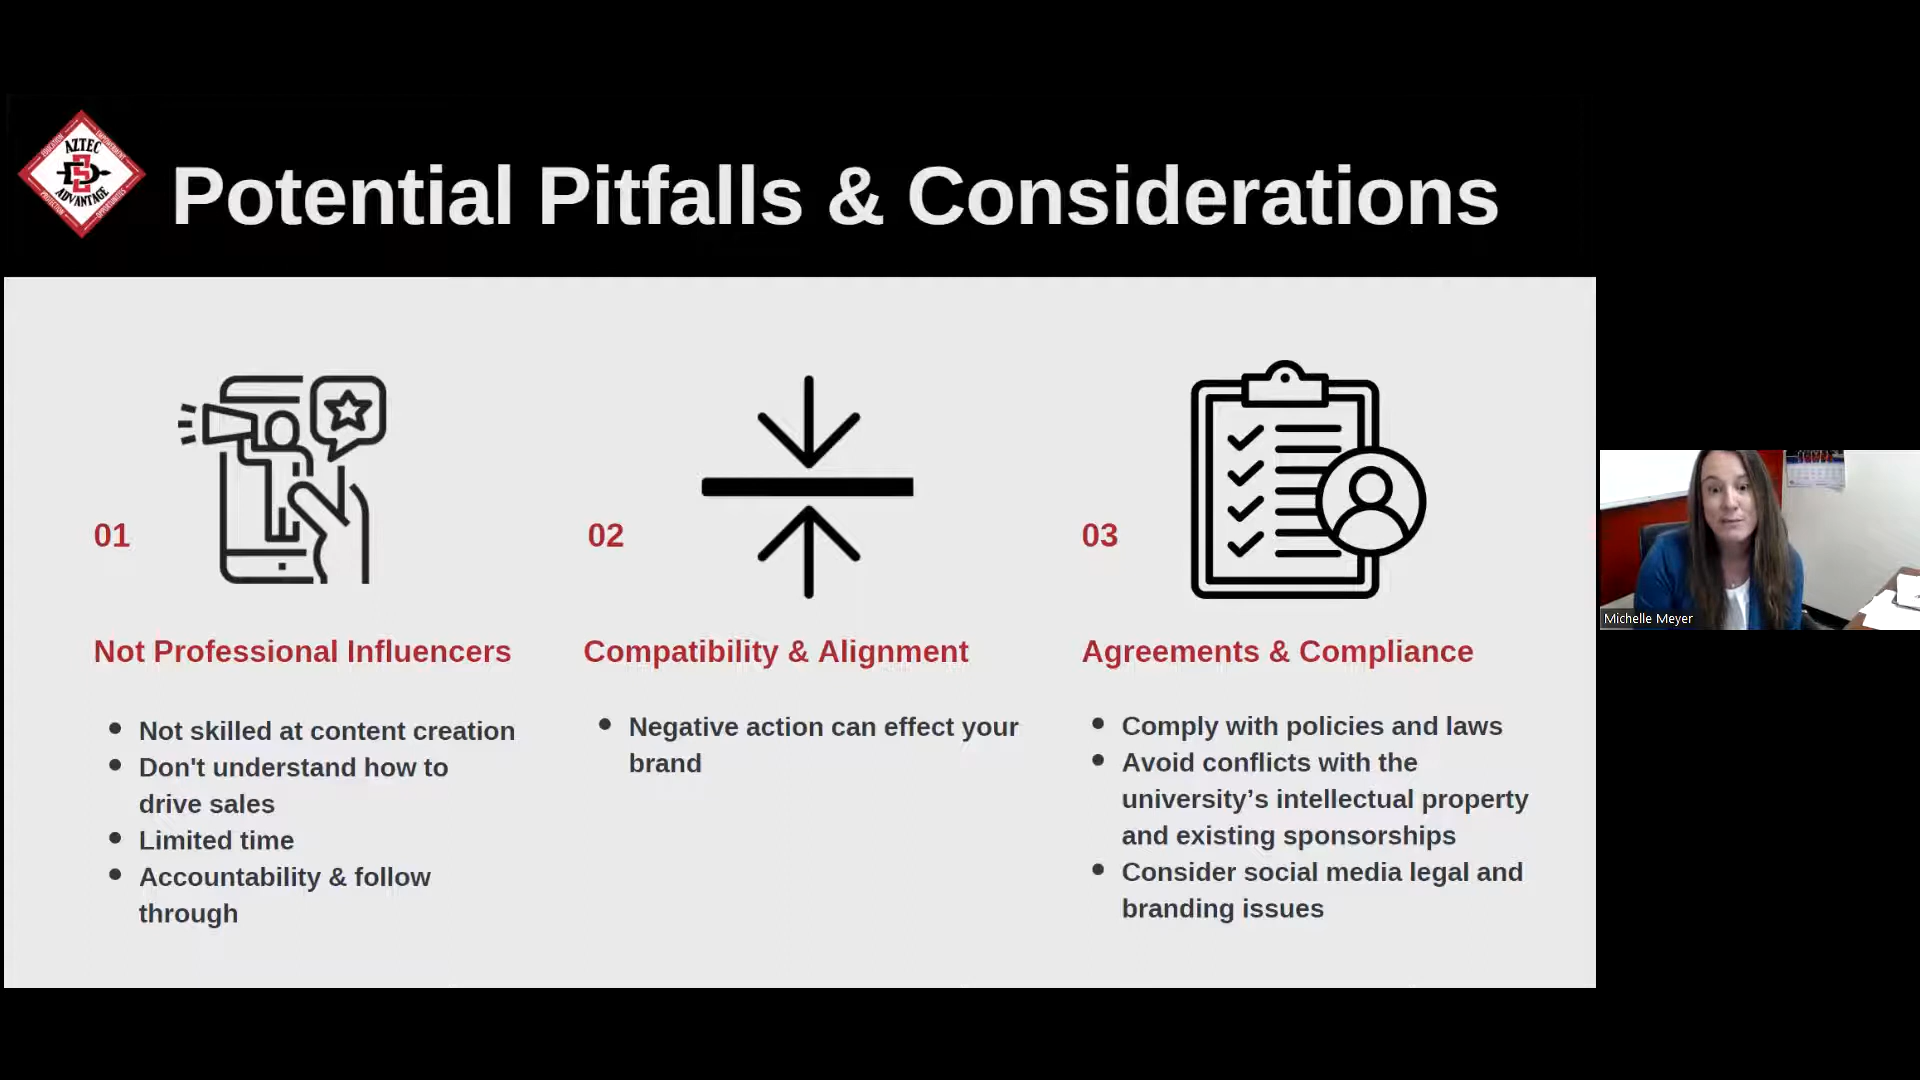 AZTEC
SD
ADVANTAGE
Potential Pitfalls & Considerations
01
Not Professional Influencers
Not skilled at content creation
Don't understand how to
drive sales
Limited time
Accountability & follow
through
02
Compatibility & Alignment
Negative action can effect your
brand
03
Agreements & Compliance
Comply with policies and laws
Avoid conflicts with the
university’s intellectual property
and existing sponsorships
Consider social media legal and
branding issues
Michelle Meyer